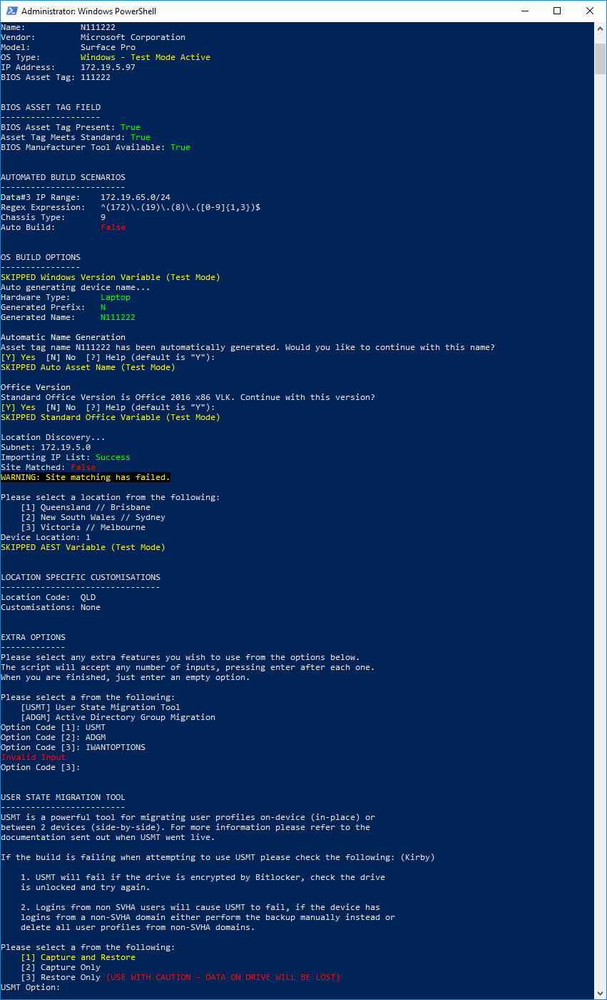 Administrator: Windows PowerShell
Name:           N111222
Vendor:         Microsoft Corporation
Model:          Surface Pro
OS Type:        Windows - Test Mode Active
IP Address:     172.19.5.97
BIOS Asset Tag: 111222
BIOS ASSET TAG FIELD
--------------------
BIOS Asset Tag Present: True
Asset Tag Meets Standard: True
BIOS Manufacturer Tool Available: True
AUTOMATED BUILD SCENARIOS
-------------------------
Data#3 IP Range:    172.19.65.0/24
Regex Expression:   ^(172)\.(19)\.(8)\.([0-9]{1,3})$
Chassis Type:       9
Auto Build:         False
OS BUILD OPTIONS
----------------
SKIPPED Windows Version Variable (Test Mode)
Auto generating device name...
Hardware Type:      Laptop
Generated Prefix:   N
Generated Name:     N111222
Automatic Name Generation
Asset tag name N111222 has been automatically generated. Would you like to continue with this name?
[Y] Yes  [N] No  [?] Help (default is "Y"):
SKIPPED Auto Asset Name (Test Mode)
Office Version
Standard Office Version is Office 2016 x86 VLK. Continue with this version?
[Y] Yes  [N] No  [?] Help (default is "Y"):
SKIPPED Standard Office Variable (Test Mode)
Location Discovery...
Subnet: 172.19.5.0
Importing IP List: Success
Site Matched: False
WARNING: Site matching has failed.
Please select a location from the following:
    [1] Queensland // Brisbane
    [2] New South Wales // Sydney
    [3] Victoria // Melbourne
Device Location: 1
SKIPPED AEST Variable (Test Mode)
LOCATION SPECIFIC CUSTOMISATIONS
--------------------------------
Location Code:  QLD
Customisations: None
EXTRA OPTIONS
-------------
Please select any extra features you wish to use from the options below.
The script will accept any number of inputs, pressing enter after each one.
When you are finished, just enter an empty option.
Please select a from the following:
    [USMT] User State Migration Tool
    [ADGM] Active Directory Group Migration
Option Code [1]: USMT
Option Code [2]: ADGM
Option Code [3]: IWANTOPTIONS
Invalid Input
Option Code [3]:
USER STATE MIGRATION TOOL
-------------------------
USMT is a powerful tool for migrating user profiles on-device (in-place) or
between 2 devices (side-by-side). For more information please refer to the
documentation sent out when USMT went live.
If the build is failing when attempting to use USMT please check the following: (Kirby)
    1. USMT will fail if the drive is encrypted by Bitlocker, check the drive
    is unlocked and try again.
    2. Logins from non SVHA users will cause USMT to fail, if the device has
    logins from a non-SVHA domain either perform the backup manually instead or
    delete all user profiles from non-SVHA domains.
Please select a from the following:
    [1] Capture and Restore
    [2] Capture Only
    [3] Restore Only (USE WITH CAUTION - DATA ON DRIVE WILL BE LOST)
USMT Option: